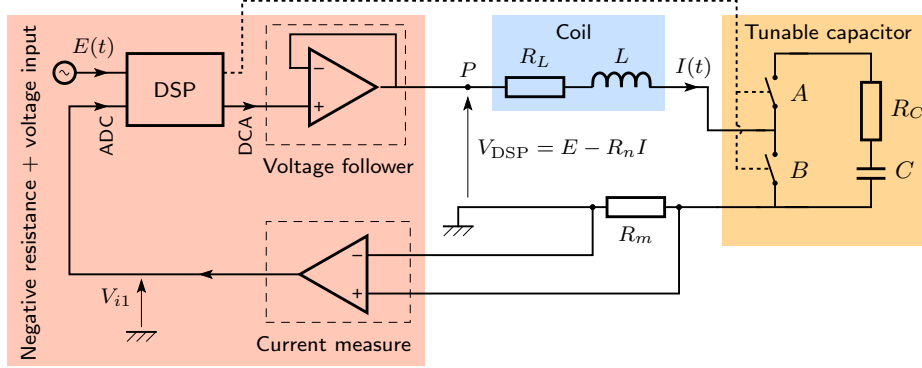 Negative resistance + voltage input
E(t)
DSP
ADC
DCA
−
+
Voltage follower
P
V_DSP = E − R_n I
Coil
R_L
L
I(t)
Tunable capacitor
A
B
R_C
C
R_m
−
+
Current measure
V_i1